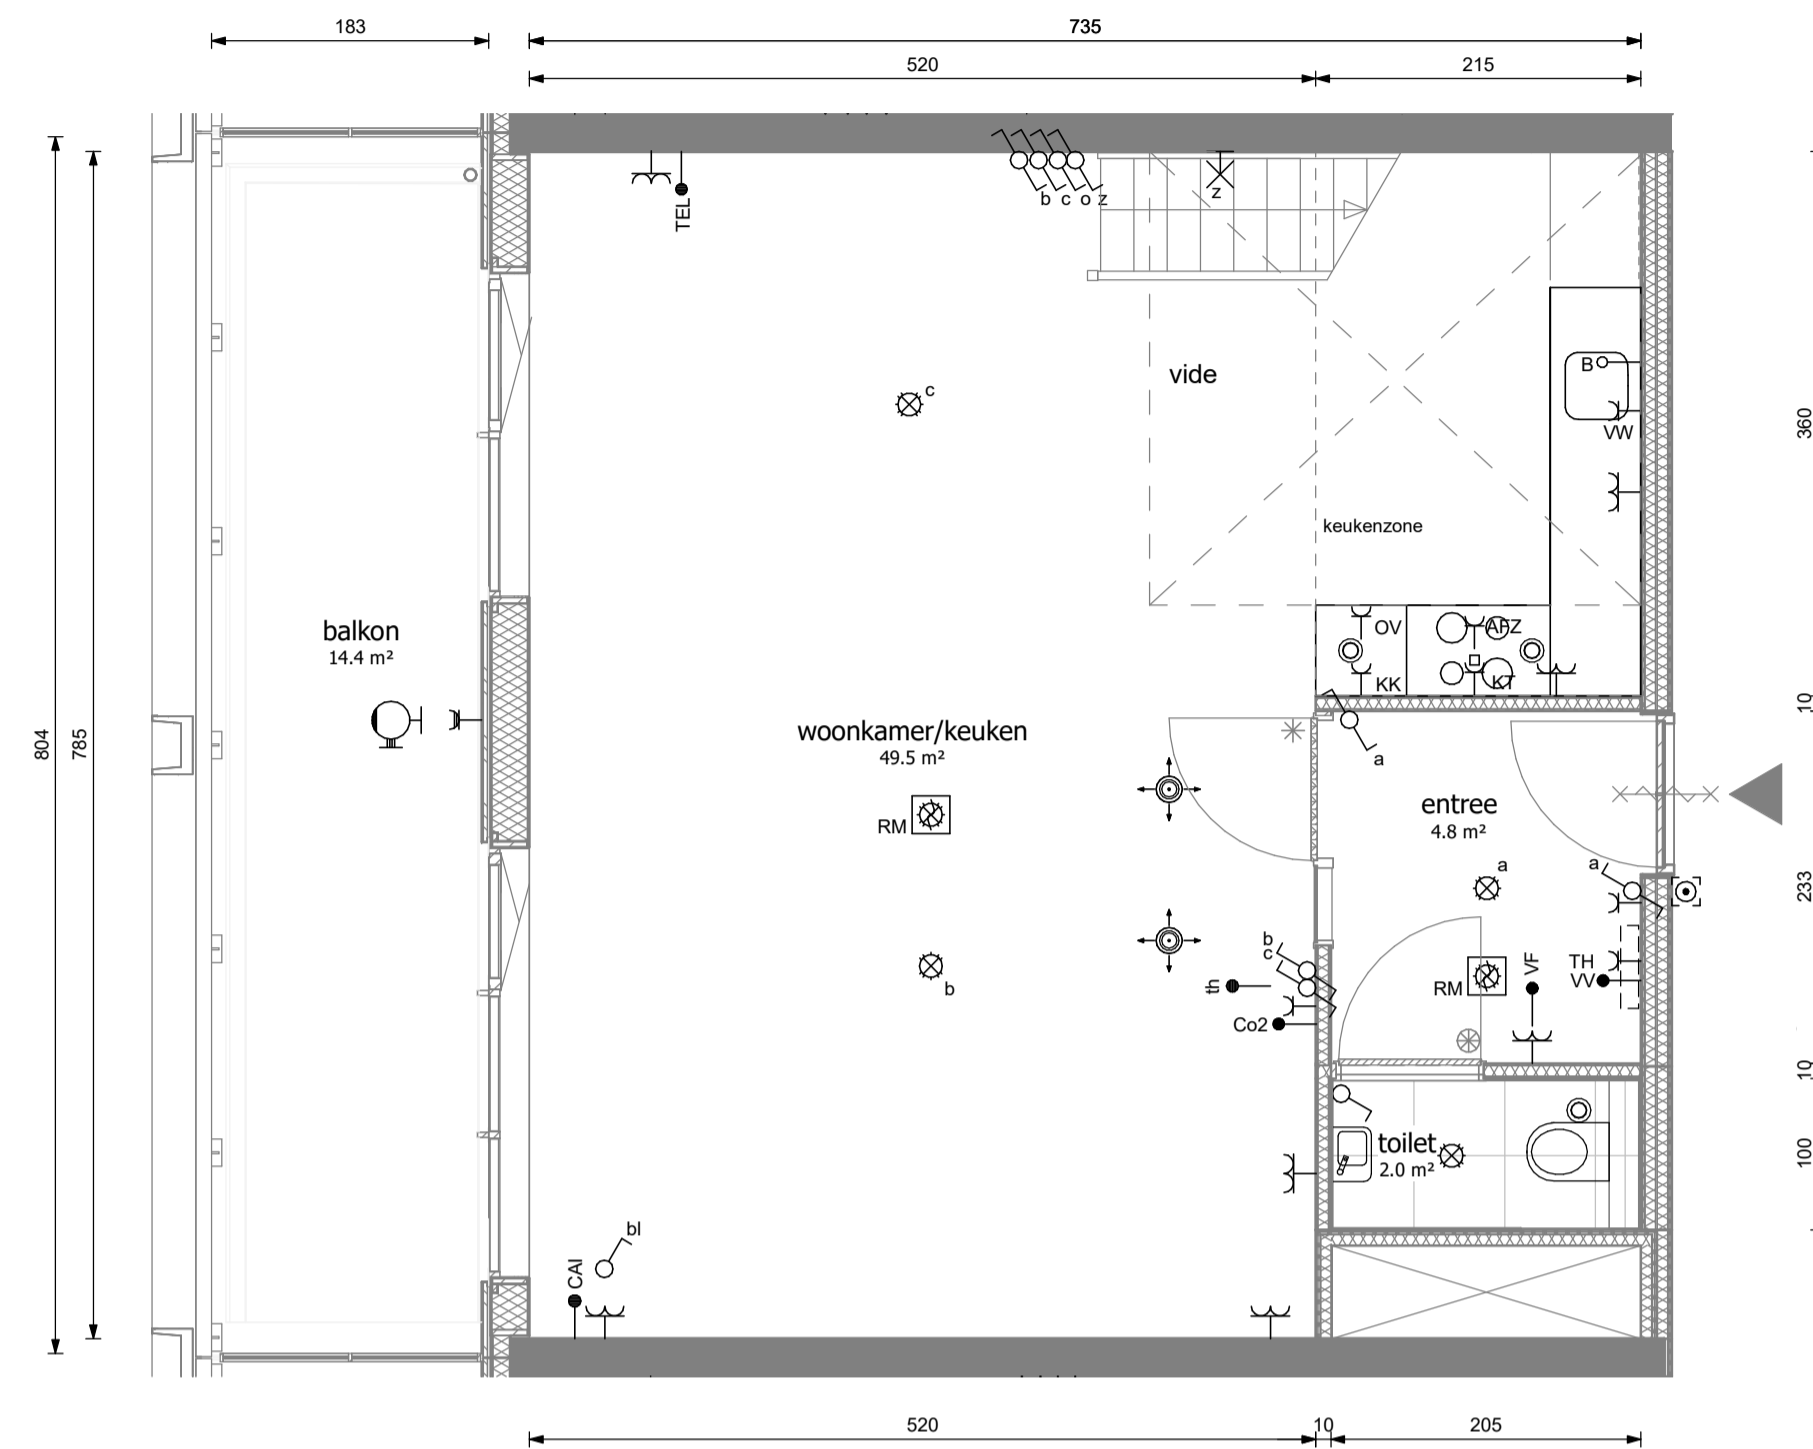 183
735
520
215
b c o z
z
TEL
c
vide
B
VW
360
keukenzone
balkon
14.4 m²
OV
AFZ
KK
KT
10
804
785
woonkamer/keuken
49.5 m²
a
entree
4.8 m²
RM
a
a
233
b
c
b
th
Co2
RM
VF
TH
VV
10
toilet
2.0 m²
100
bl
CAI
520
10
205